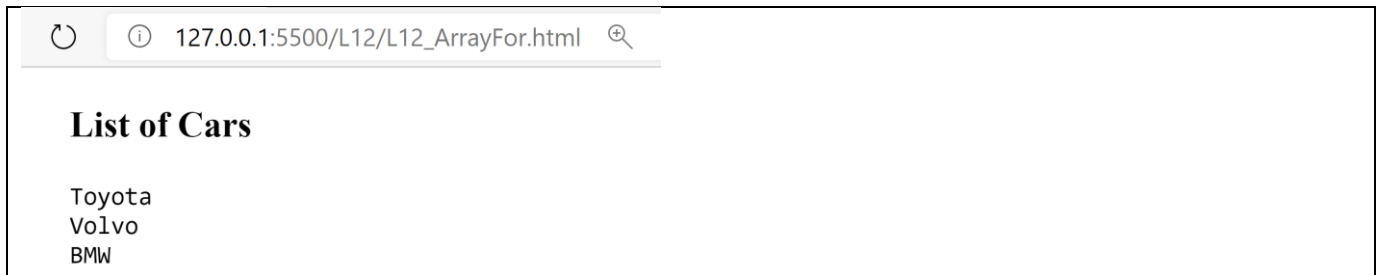 127.0.0.1:5500/L12/L12_ArrayFor.html
List of Cars
Toyota
Volvo
BMW